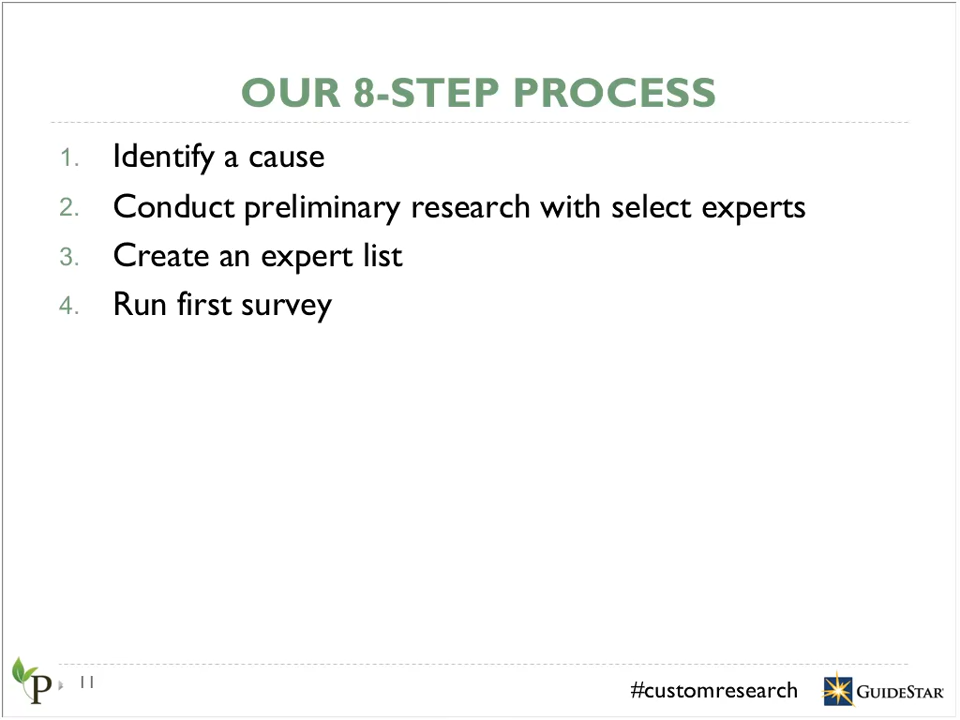 OUR 8-STEP PROCESS
1. Identify a cause
2. Conduct preliminary research with select experts
3. Create an expert list
4. Run first survey
P
11
#customresearch
GUIDESTAR